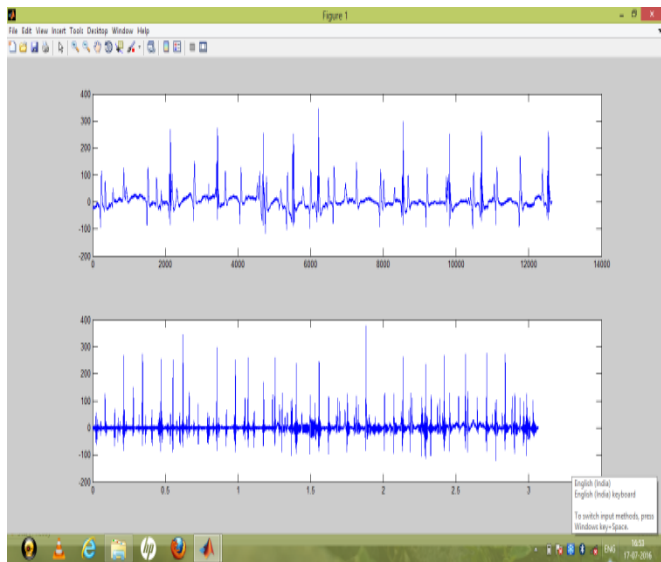 Figure 1
File Edit View Insert Tools Desktop Window Help
400
300
200
100
0
-100
-200
0 2000 4000 6000 8000 10000 12000 14000
400
300
200
100
0
-100
-200
0 0.5 1 1.5 2 2.5 3
English (India)
English (India) keyboard
To switch input methods, press
Windows key+Space.
ENG
16:53
17-07-2016